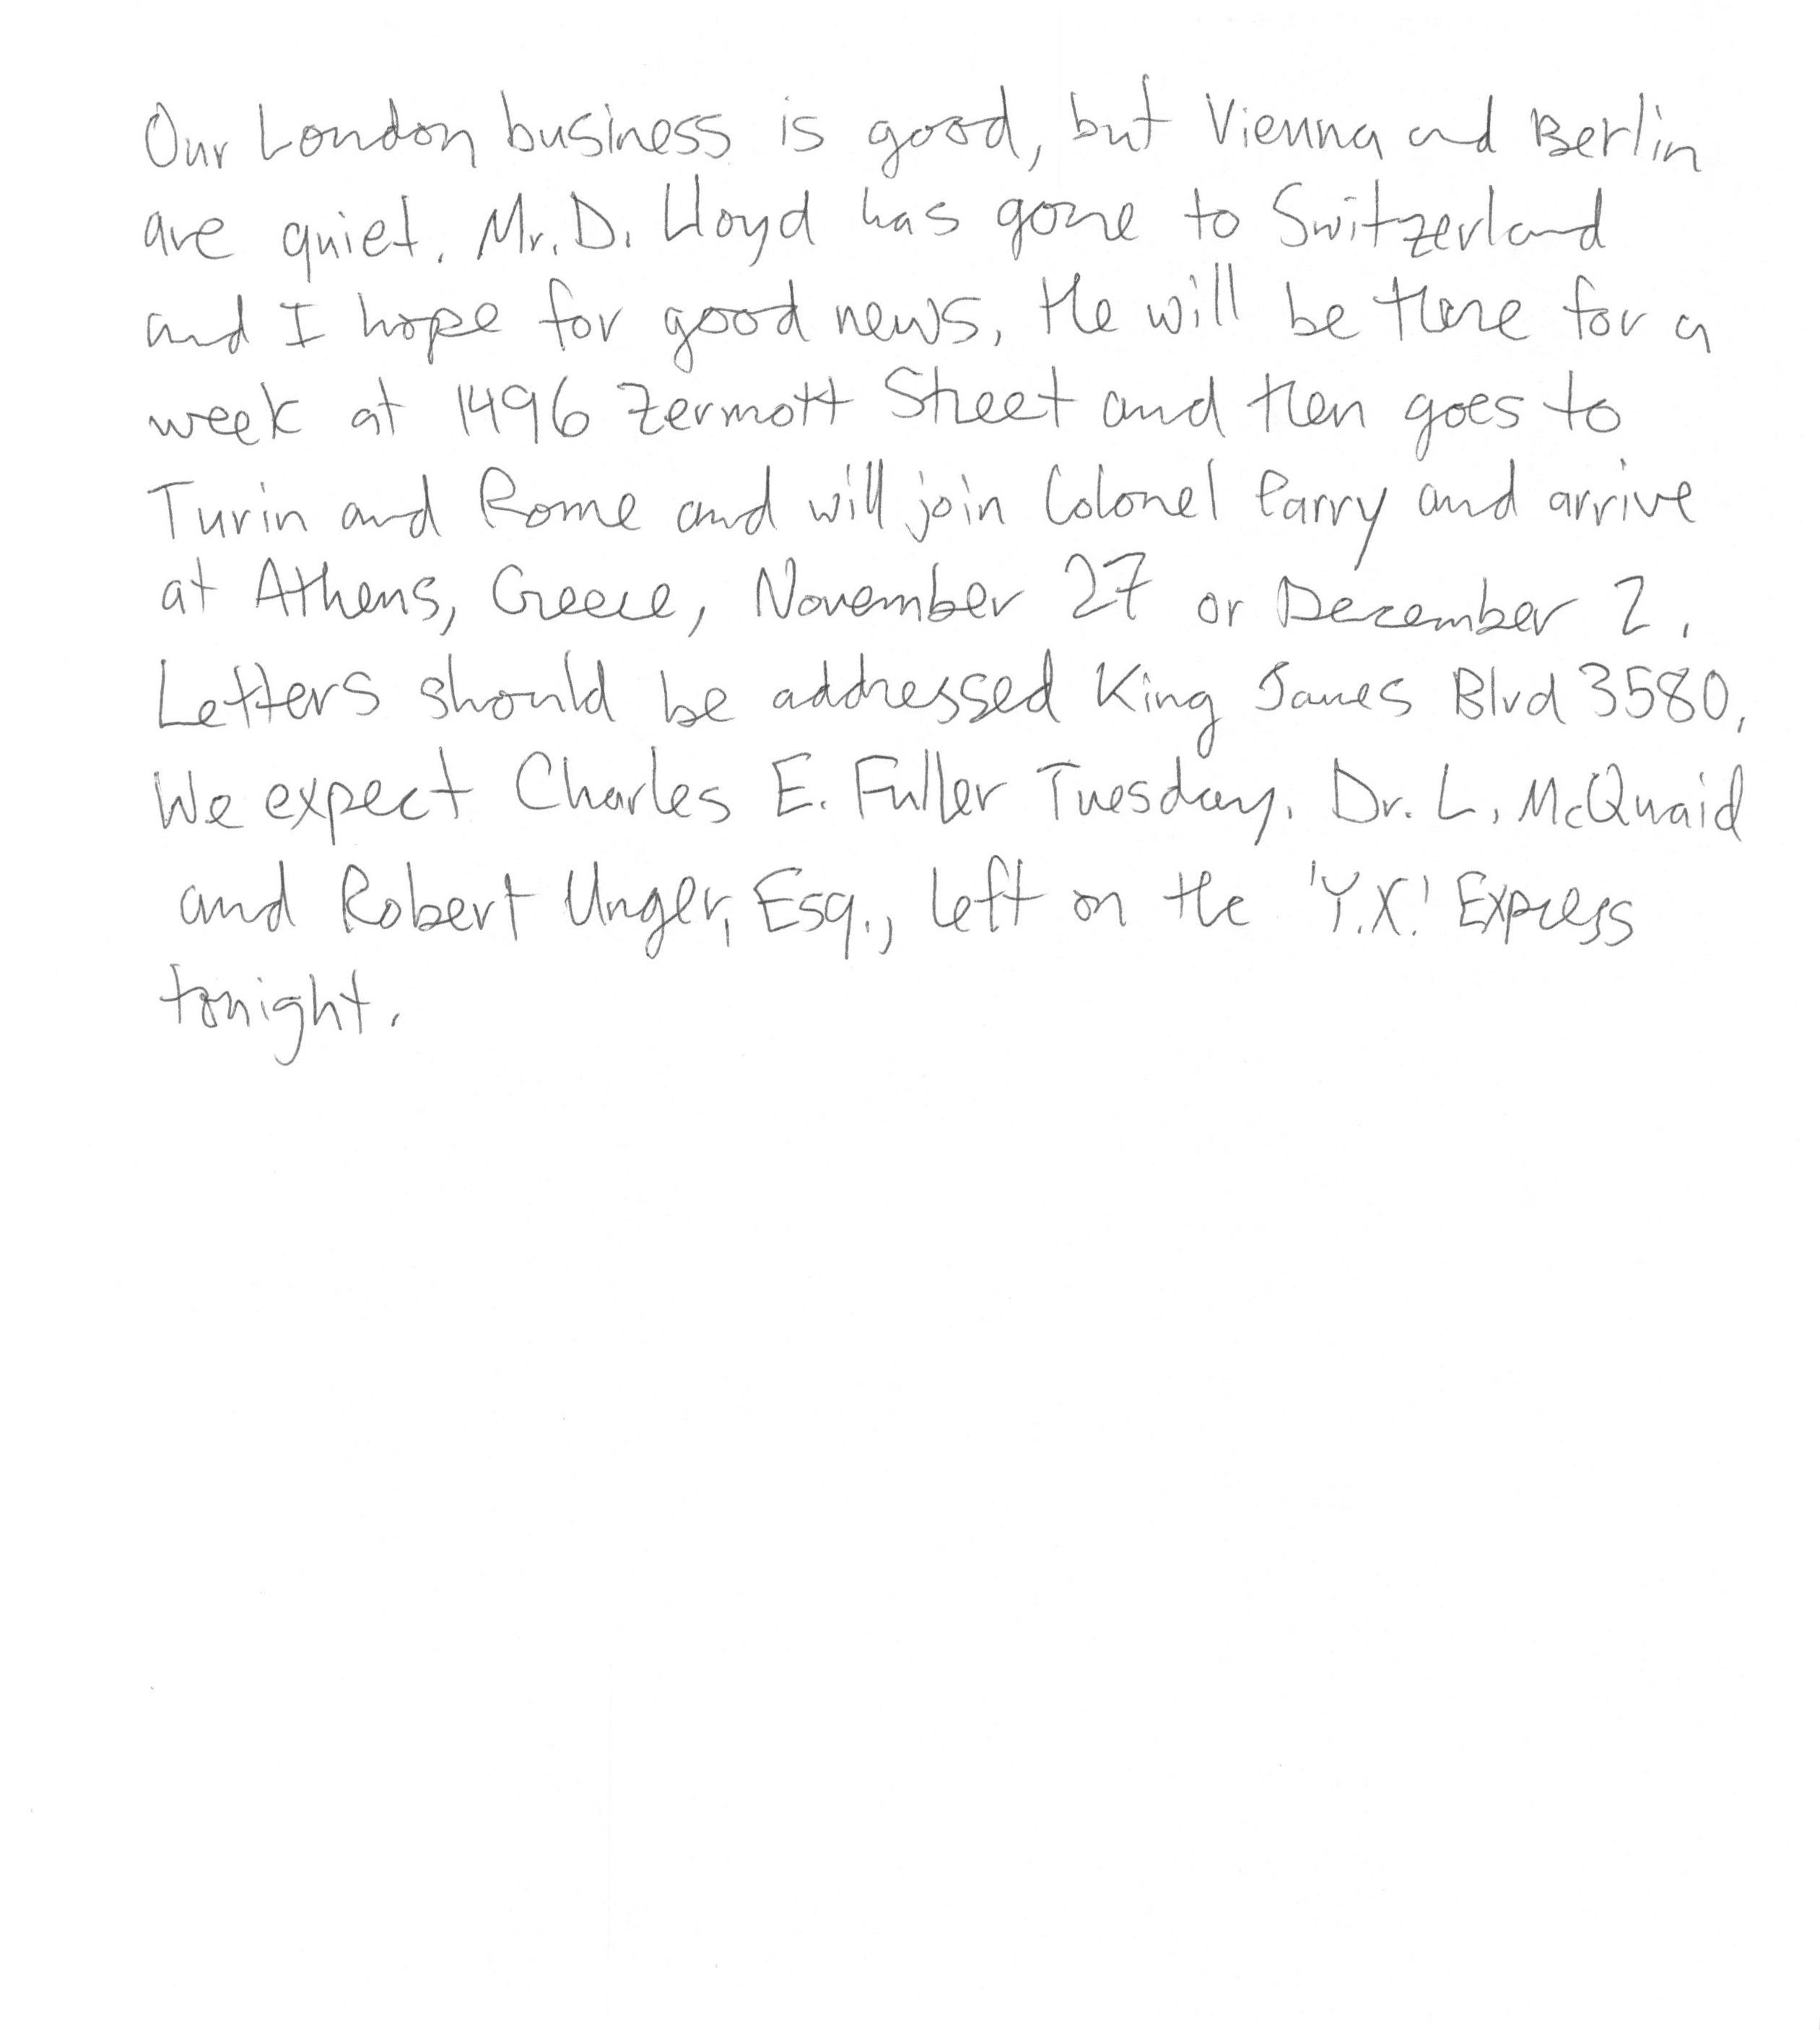 Our London business is good, but Vienna and Berlin
are quiet. Mr. D. Lloyd has gone to Switzerland
and I hope for good news. He will be there for a
week at 1496 Zermott Street and then goes to
Turin and Rome and will join Colonel Parry and arrive
at Athens, Greece, November 27 or December 2.
Letters should be addressed King James Blvd 3580.
We expect Charles E. Fuller Tuesday. Dr. L. McQuaid
and Robert Unger, Esq., left on the 'Y.X.' Express
tonight.